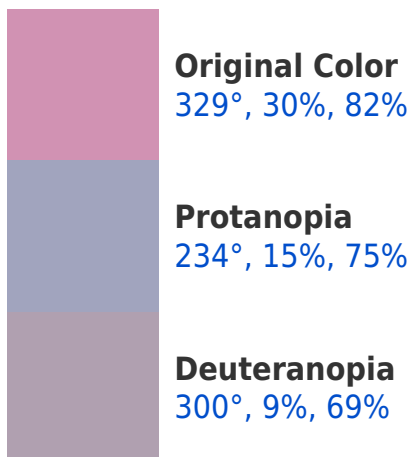 Original Color
329°, 30%, 82%
Protanopia
234°, 15%, 75%
Deuteranopia
300°, 9%, 69%